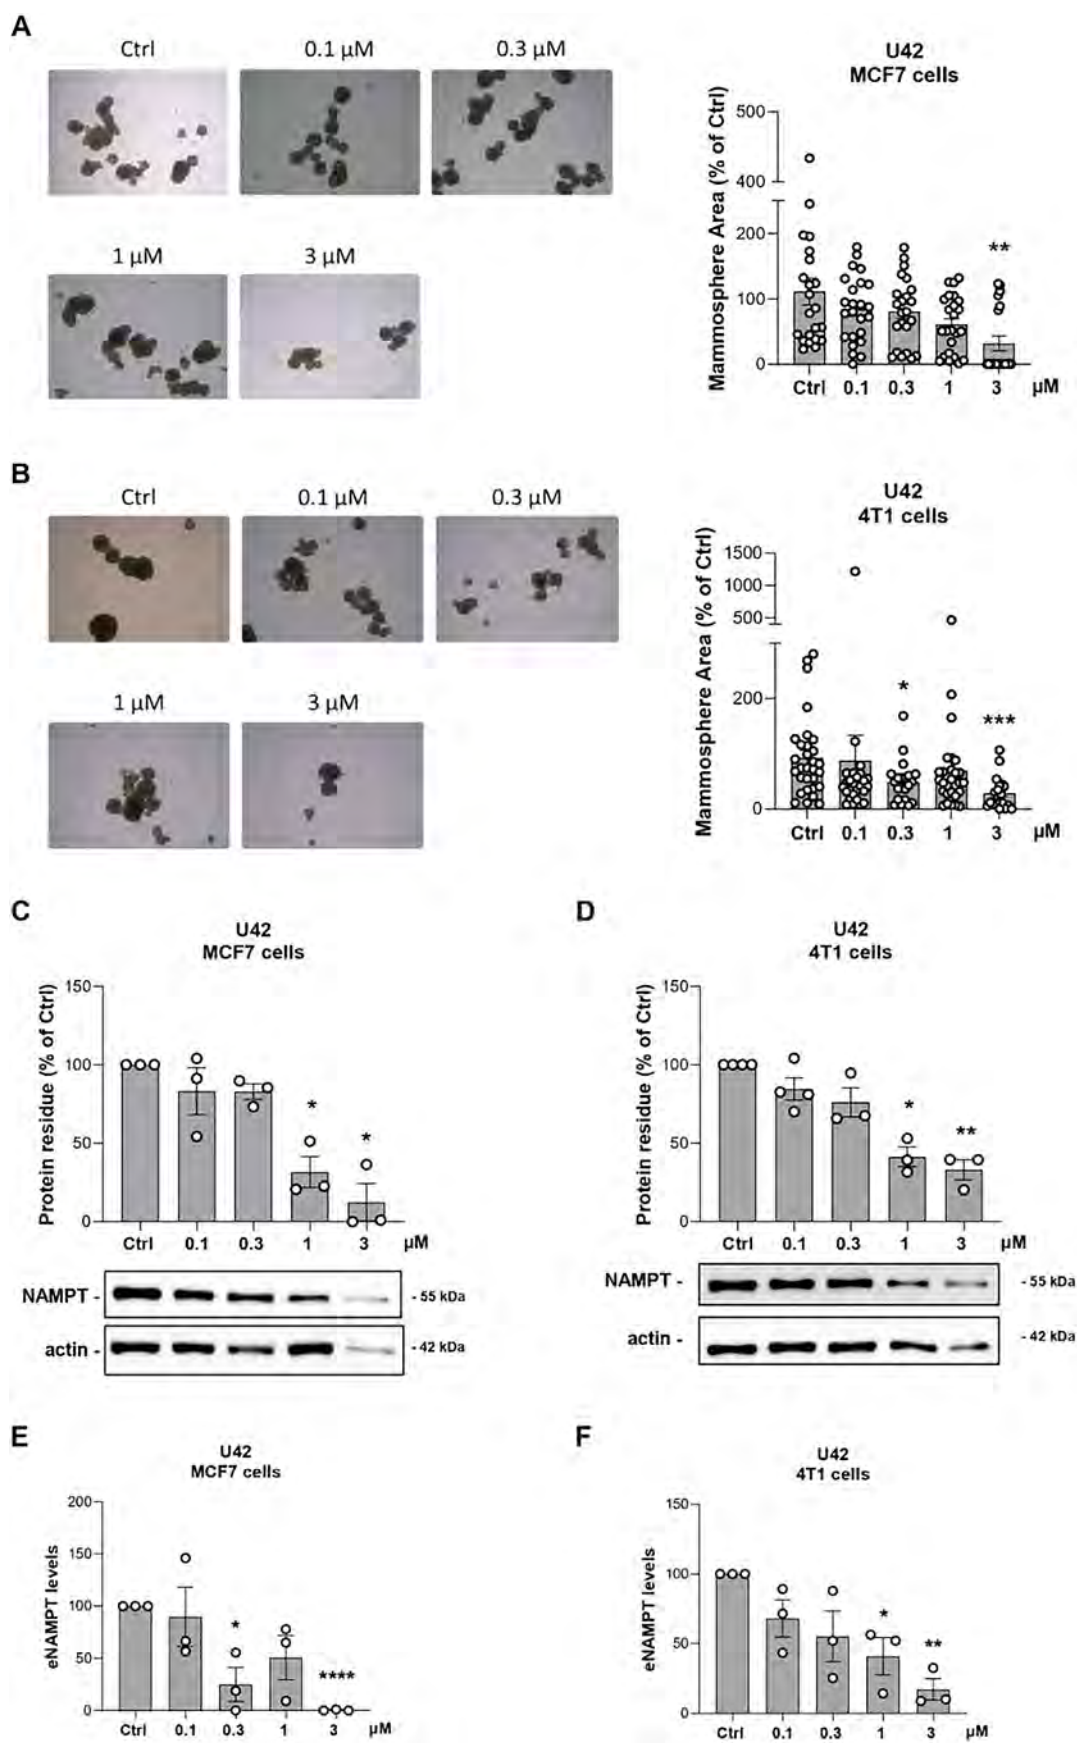 A
Ctrl
0.1 μM
0.3 μM
1 μM
3 μM
U42
MCF7 cells
Mammosphere Area (% of Ctrl)
500
400
200
100
0
Ctrl 0.1 0.3 1 3 μM
**
B
Ctrl
0.1 μM
0.3 μM
1 μM
3 μM
U42
4T1 cells
Mammosphere Area (% of Ctrl)
1500
1000
500
200
0
Ctrl 0.1 0.3 1 3 μM
*
***
C
U42
MCF7 cells
Protein residue (% of Ctrl)
150
100
50
0
Ctrl 0.1 0.3 1 3 μM
*
*
NAMPT - - 55 kDa
actin - - 42 kDa
D
U42
4T1 cells
Protein residue (% of Ctrl)
150
100
50
0
Ctrl 0.1 0.3 1 3 μM
*
**
NAMPT - - 55 kDa
actin - - 42 kDa
E
U42
MCF7 cells
eNAMPT levels
200
150
100
50
0
Ctrl 0.1 0.3 1 3 μM
*
****
F
U42
4T1 cells
eNAMPT levels
150
100
50
0
Ctrl 0.1 0.3 1 3 μM
*
**